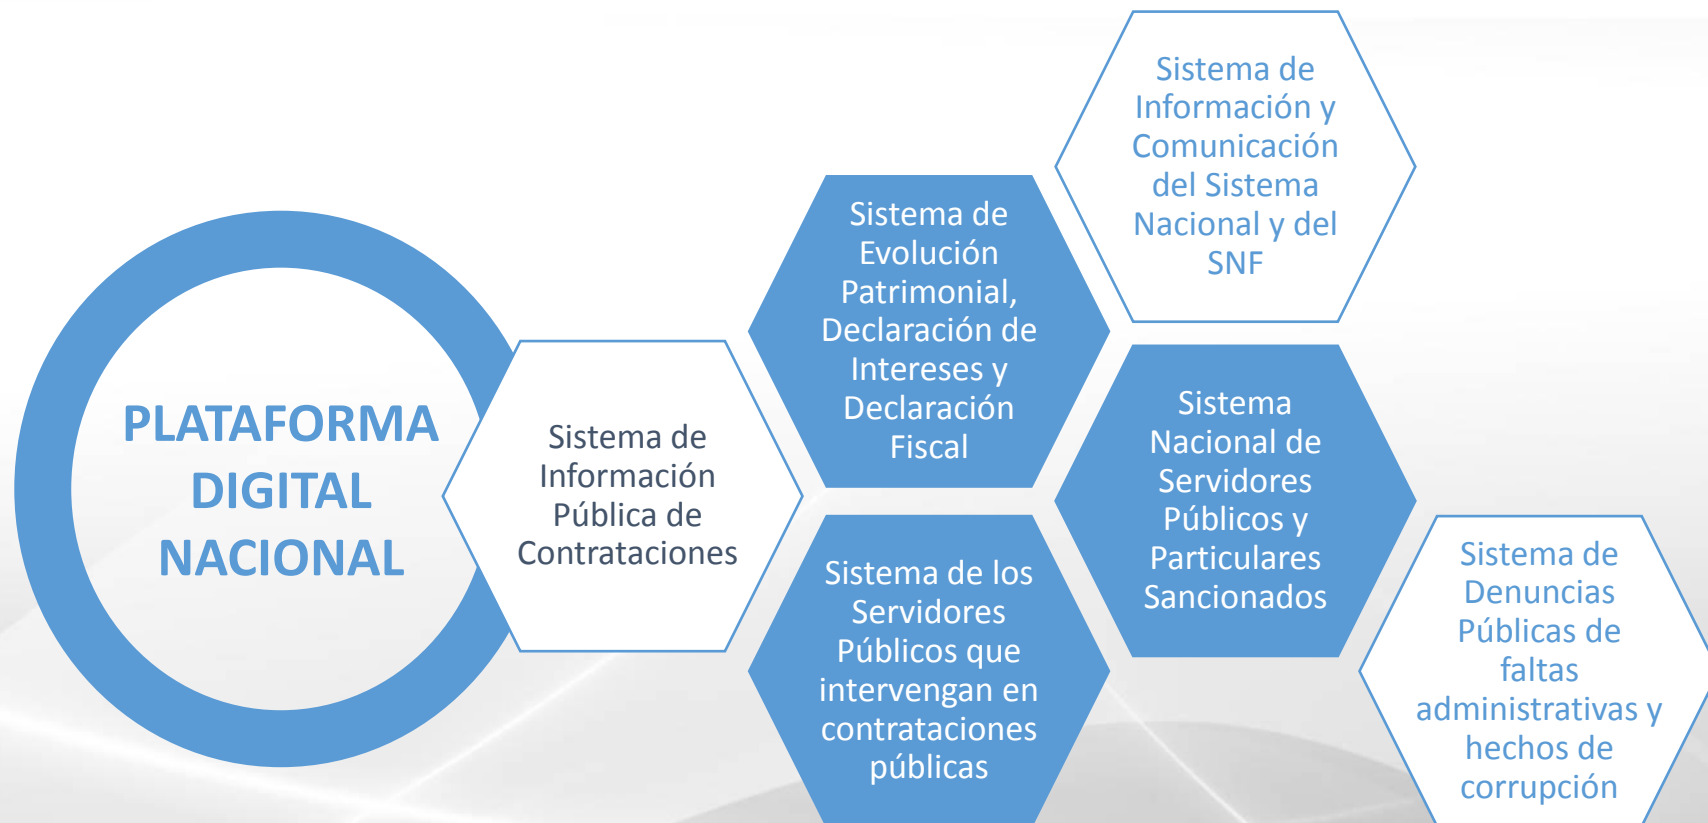 PLATAFORMA
DIGITAL
NACIONAL
Sistema de
Información
Pública de
Contrataciones
Sistema de
Evolución
Patrimonial,
Declaración de
Intereses y
Declaración
Fiscal
Sistema de los
Servidores
Públicos que
intervengan en
contrataciones
públicas
Sistema de
Información y
Comunicación
del Sistema
Nacional y del
SNF
Sistema
Nacional de
Servidores
Públicos y
Particulares
Sancionados
Sistema de
Denuncias
Públicas de
faltas
administrativas y
hechos de
corrupción